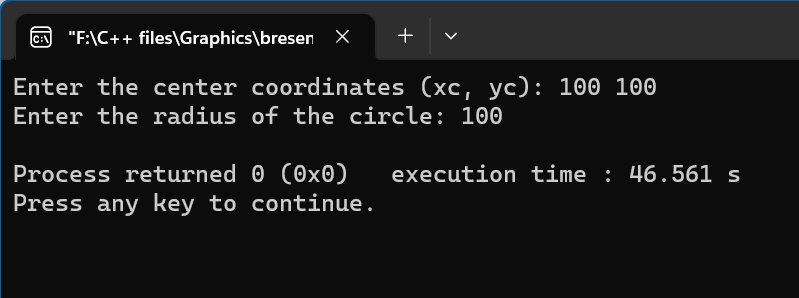 "F:\C++ files\Graphics\bresen
Enter the center coordinates (xc, yc): 100 100
Enter the radius of the circle: 100
Process returned 0 (0x0)   execution time : 46.561 s
Press any key to continue.